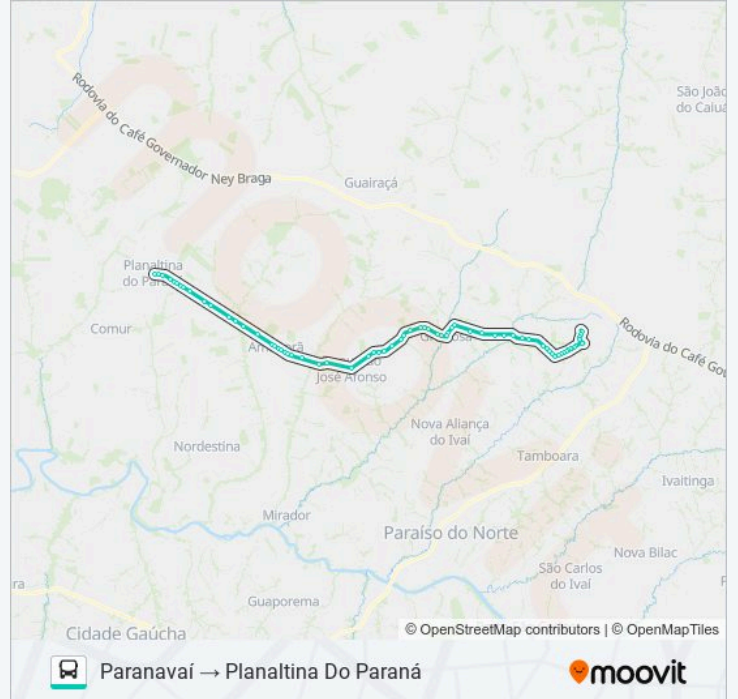 São João
do Caiuá
Rodovia do Café Governador Ney Braga
Guairaçá
Planaltina
do Paraná
Comur
Rodovia do Café Gov
José Afonso
Nova Aliança
do Ivaí
Nordestina
Tamboara
Ivaitinga
Mirador
Paraíso do Norte
Nova Bilac
São Carlos
do Ivaí
Guaporema
Cidade Gaúcha
© OpenStreetMap contributors | © OpenMapTiles
Paranavaí → Planaltina Do Paraná
moovit